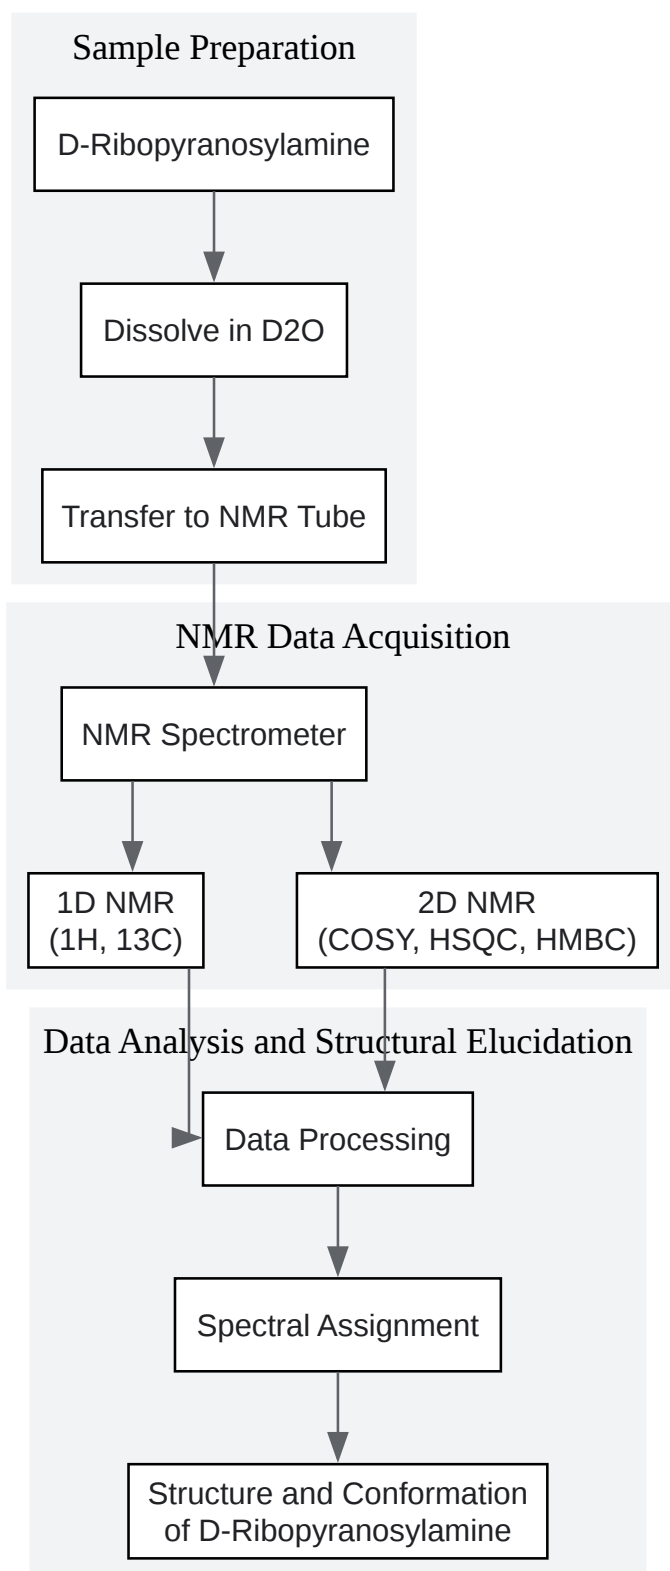 Sample Preparation
D-Ribopyranosylamine
Dissolve in D2O
Transfer to NMR Tube
NMR Data Acquisition
NMR Spectrometer
1D NMR
(1H, 13C)
2D NMR
(COSY, HSQC, HMBC)
Data Analysis and Structural Elucidation
Data Processing
Spectral Assignment
Structure and Conformation
of D-Ribopyranosylamine